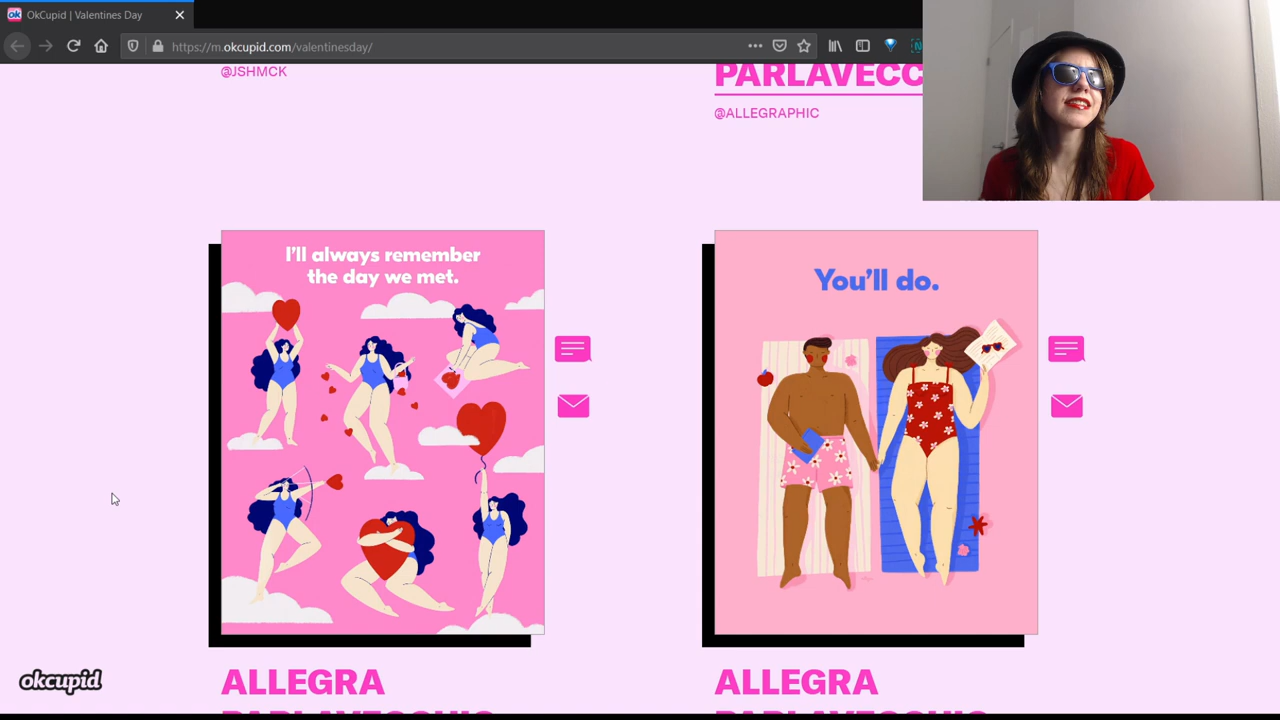 ok OkCupid | Valentines Day
https://m.okcupid.com/valentinesday/
@JSHMCK
@ALLEGRAPHIC
I'll always remember
the day we met.
You'll do.
okcupid
ALLEGRA
ALLEGRA